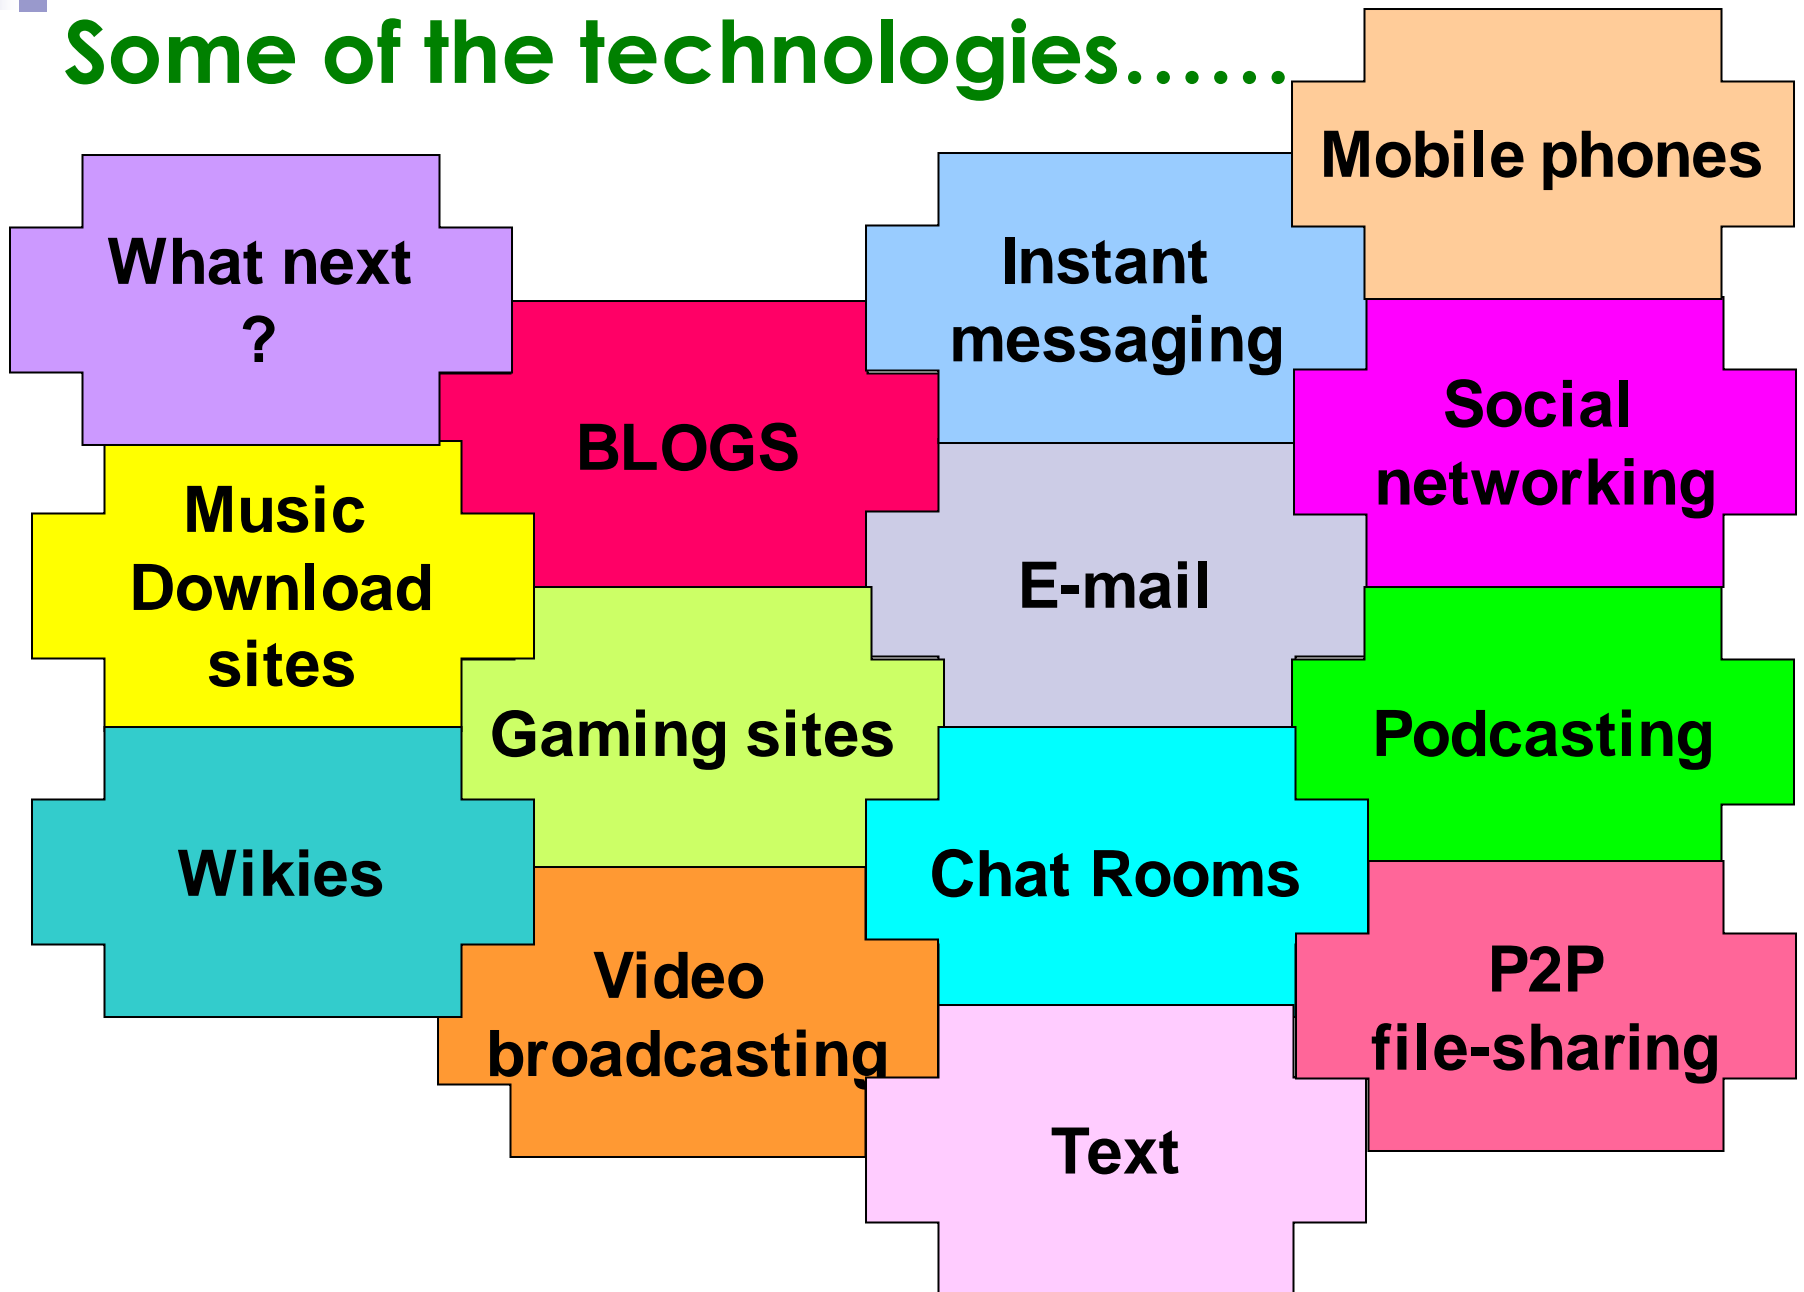 Some of the technologies......
Mobile phones
What next
?
Instant
messaging
BLOGS
Social
networking
Music
Download
sites
E-mail
Gaming sites
Podcasting
Wikies
Chat Rooms
Video
broadcasting
P2P
file-sharing
Text